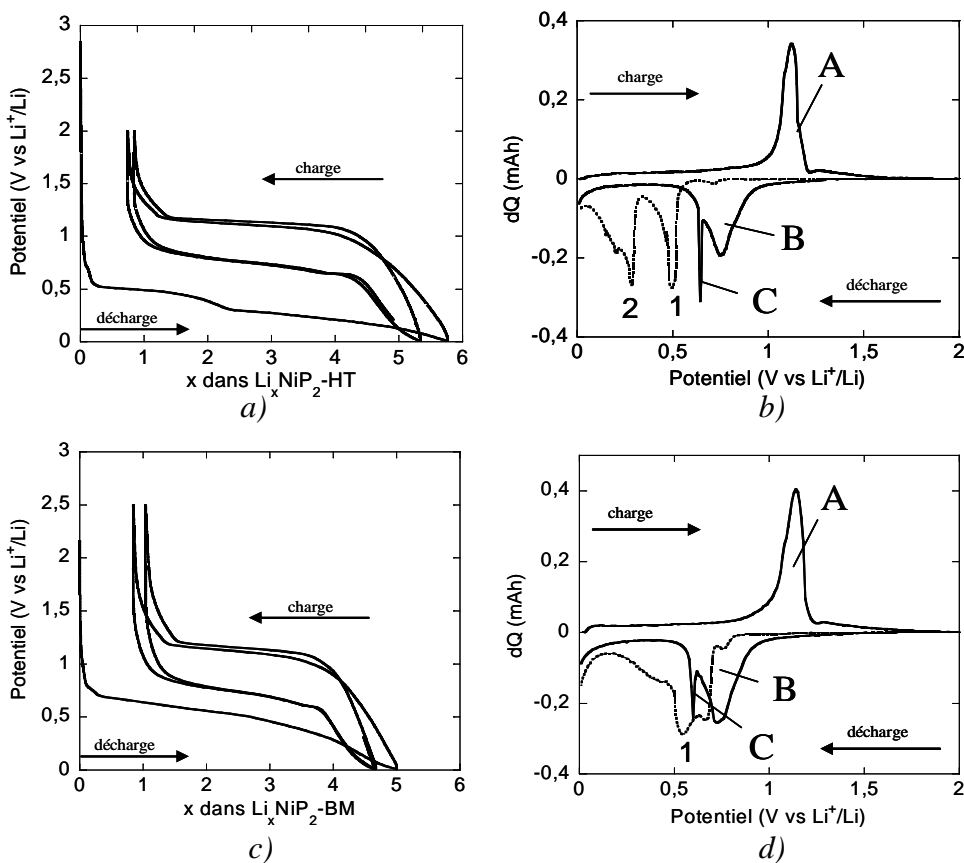 3
2,5
2
1,5
1
0,5
0
Potentiel (V vs Li⁺/Li)
charge
décharge
0 1 2 3 4 5 6
x dans LiₓNiP₂-HT
a)
0,4
0,2
0
-0,2
-0,4
dQ (mAh)
charge
A
B
C
2 1
décharge
0 0,5 1 1,5 2
Potentiel (V vs Li⁺/Li)
b)
3
2,5
2
1,5
1
0,5
0
Potentiel (V vs Li⁺/Li)
charge
décharge
0 1 2 3 4 5 6
x dans LiₓNiP₂-BM
c)
0,4
0,2
0
-0,2
-0,4
dQ (mAh)
charge
A
B
C
1
décharge
0 0,5 1 1,5 2
Potentiel (V vs Li⁺/Li)
d)